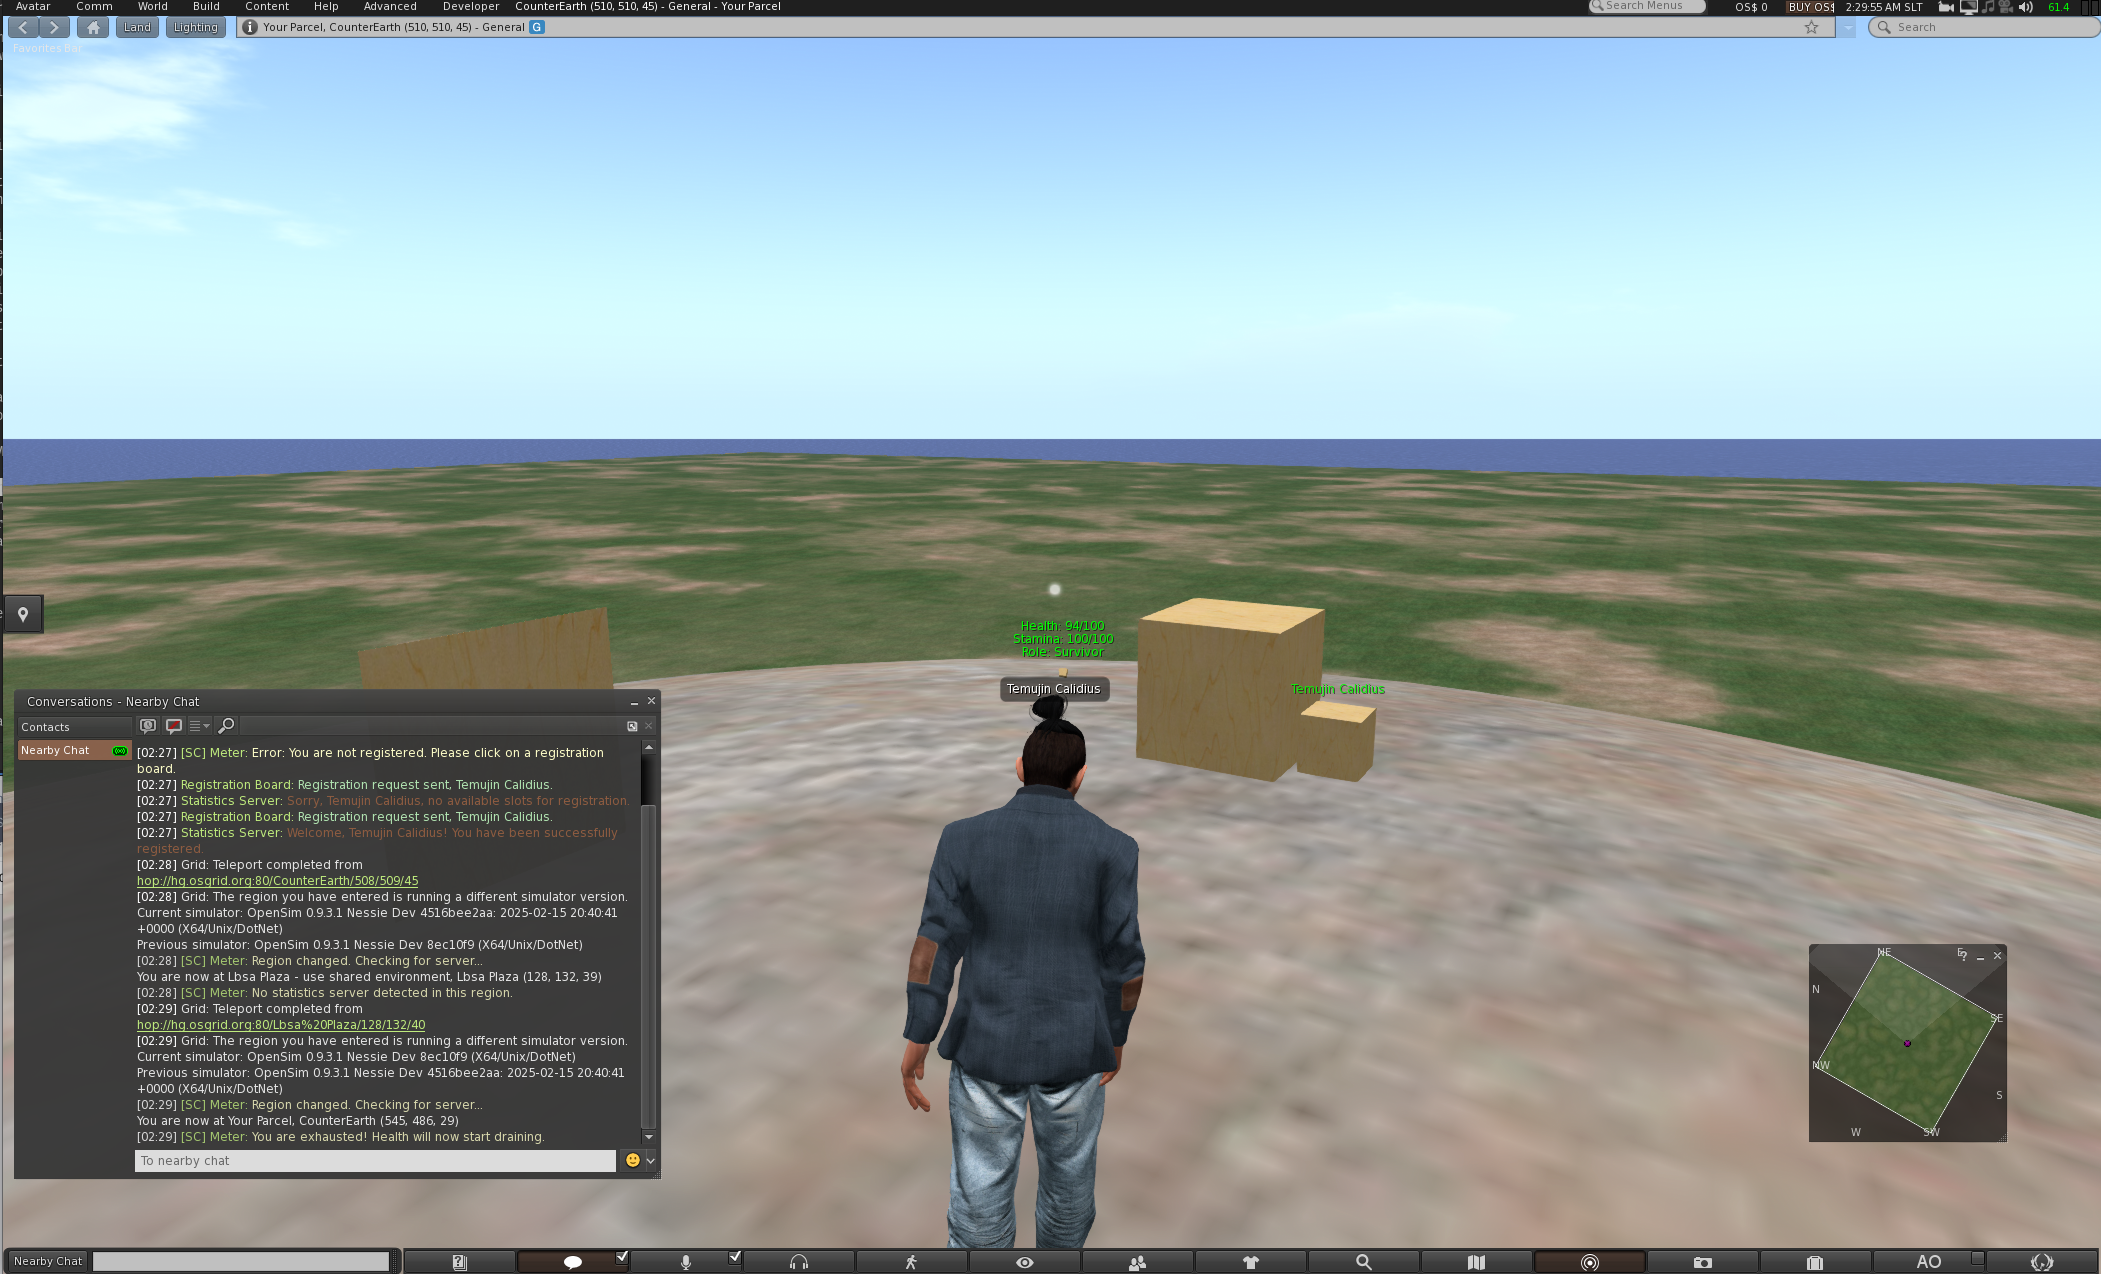 Avatar Comm World Build Content Help Advanced Developer CounterEarth (510, 510, 45) - General - Your Parcel Search Menus OS$ 0 BUY OS$ 2:29:55 AM SLT 61.4
Land Lighting Your Parcel, CounterEarth (510, 510, 45) - General G Search
Favorites Bar
Health: 94/100
Stamina: 100/100
Role: Survivor
Temujin Calidius
Temujin Calidius
Conversations - Nearby Chat
Contacts
Nearby Chat
[02:27] [SC] Meter: Error: You are not registered. Please click on a registration
board.
[02:27] Registration Board: Registration request sent, Temujin Calidius.
[02:27] Statistics Server: Sorry, Temujin Calidius, no available slots for registration.
[02:27] Registration Board: Registration request sent, Temujin Calidius.
[02:27] Statistics Server: Welcome, Temujin Calidius! You have been successfully
registered.
[02:28] Grid: Teleport completed from
hop://hg.osgrid.org:80/CounterEarth/508/509/45
[02:28] Grid: The region you have entered is running a different simulator version.
Current simulator: OpenSim 0.9.3.1 Nessie Dev 4516bee2aa: 2025-02-15 20:40:41
+0000 (X64/Unix/DotNet)
Previous simulator: OpenSim 0.9.3.1 Nessie Dev 8ec10f9 (X64/Unix/DotNet)
[02:28] [SC] Meter: Region changed. Checking for server...
You are now at Lbsa Plaza - use shared environment, Lbsa Plaza (128, 132, 39)
[02:28] [SC] Meter: No statistics server detected in this region.
[02:29] Grid: Teleport completed from
hop://hg.osgrid.org:80/Lbsa%20Plaza/128/132/40
[02:29] Grid: The region you have entered is running a different simulator version.
Current simulator: OpenSim 0.9.3.1 Nessie Dev 8ec10f9 (X64/Unix/DotNet)
Previous simulator: OpenSim 0.9.3.1 Nessie Dev 4516bee2aa: 2025-02-15 20:40:41
+0000 (X64/Unix/DotNet)
[02:29] [SC] Meter: Region changed. Checking for server...
You are now at Your Parcel, CounterEarth (545, 486, 29)
[02:29] [SC] Meter: You are exhausted! Health will now start draining.
To nearby chat
NE E ?
N
SE
NW
S
W SW
Nearby Chat AO